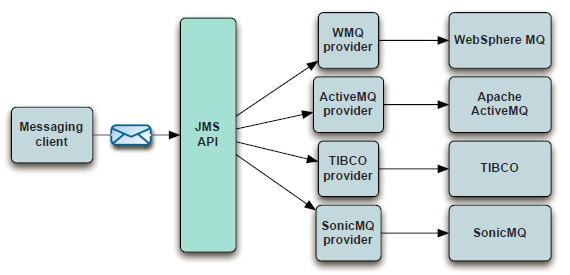 Messaging
client
JMS
API
WMQ
provider
WebSphere MQ
ActiveMQ
provider
Apache
ActiveMQ
TIBCO
provider
TIBCO
SonicMQ
provider
SonicMQ